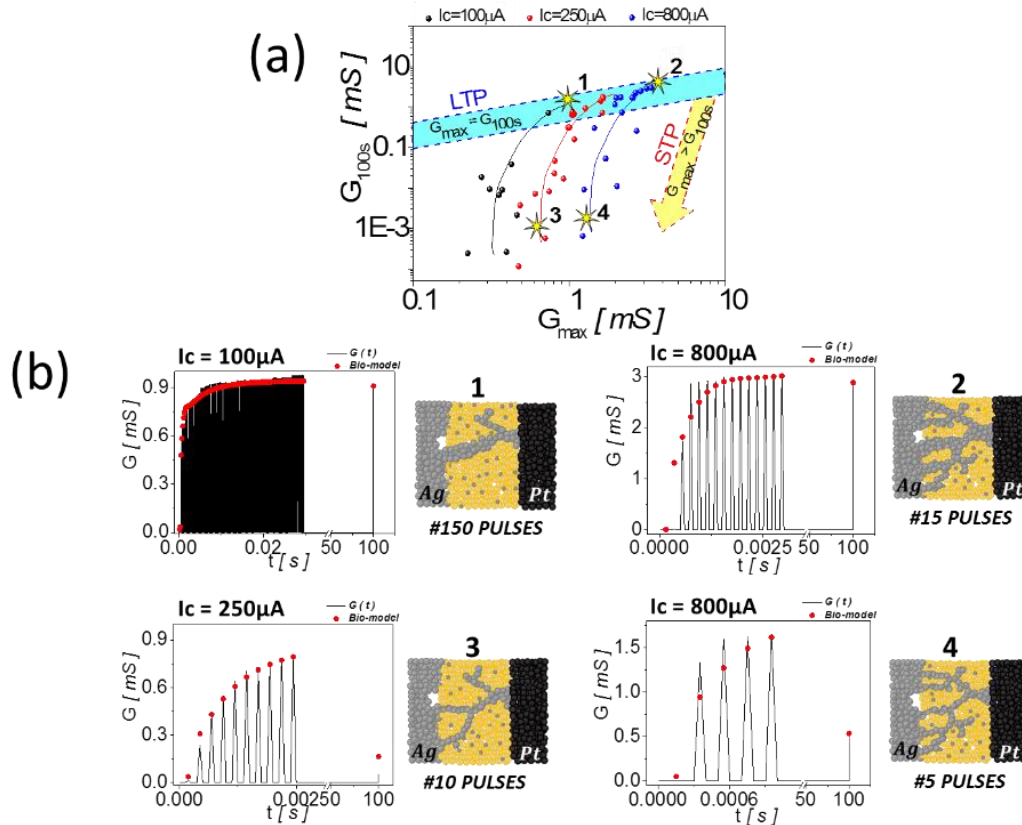 Ic=100µA Ic=250µA Ic=800µA
(a)
G100s [mS]
10
0.1
1E-3
LTP
Gmax = G100s
STP
Gmax > G100s
1
2
3
4
0.1
1
10
Gmax [mS]
(b)
Ic = 100µA
G(t)
Bio-model
G [mS]
0.9
0.6
0.3
0.0
0.00 0.02 50 100
t [s]
1
Ag Pt
#150 PULSES
Ic = 800µA
G(t)
Bio-model
G [mS]
3
2
1
0
0.0000 0.0025 50 100
t [s]
2
Ag Pt
#15 PULSES
Ic = 250µA
G(t)
Bio-model
G [mS]
0.9
0.6
0.3
0.0
0.000 0.0025 50 100
t [s]
3
Ag Pt
#10 PULSES
Ic = 800µA
G(t)
Bio-model
G [mS]
1.5
1.0
0.5
0.0
0.0000 0.0006 50 100
t [s]
4
Ag Pt
#5 PULSES